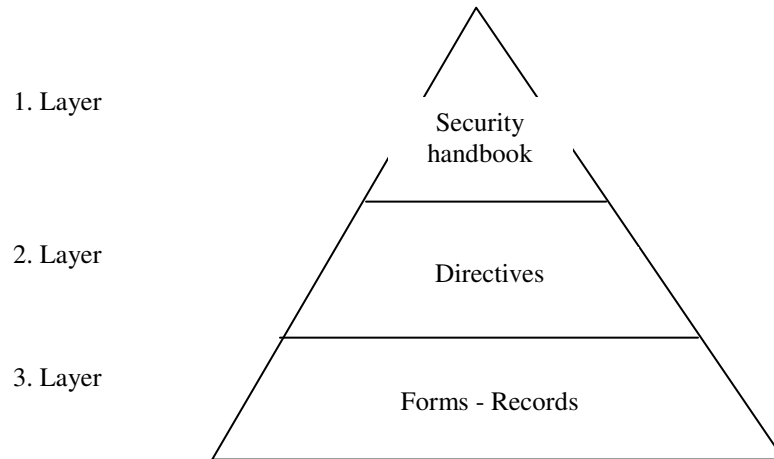 1. Layer
Security
handbook
2. Layer
Directives
3. Layer
Forms - Records